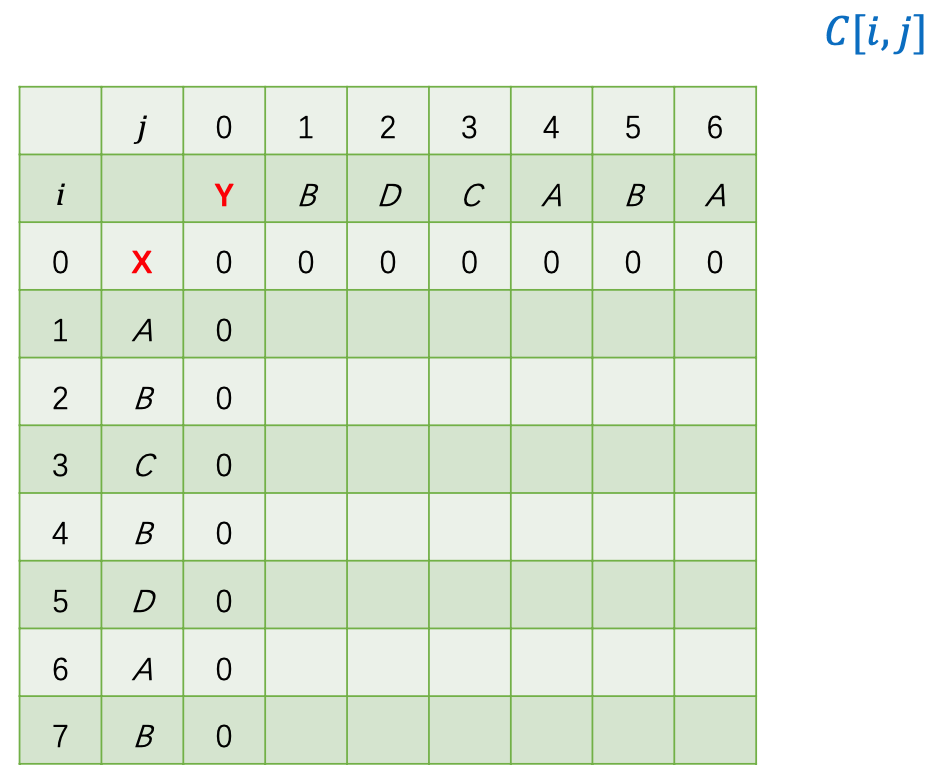 C[i, j]
j 0 1 2 3 4 5 6
i Y B D C A B A
0 X 0 0 0 0 0 0 0
1 A 0
2 B 0
3 C 0
4 B 0
5 D 0
6 A 0
7 B 0